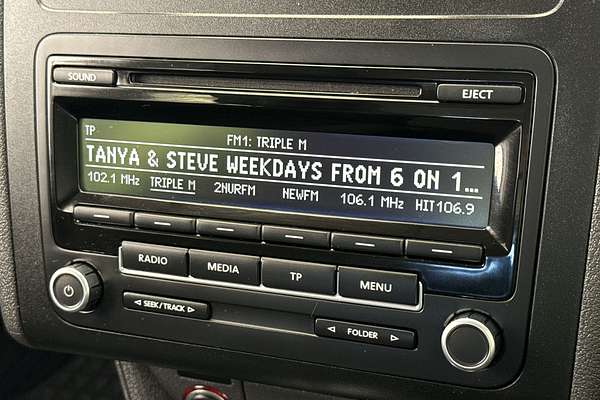 SOUND
EJECT
TP
FM1: TRIPLE M
TANYA & STEVE WEEKDAYS FROM 6 ON 1...
102.1 MHz TRIPLE M 2NURFM NEWFM 106.1 MHz HIT106.9
RADIO MEDIA TP MENU
SEEK/TRACK
FOLDER